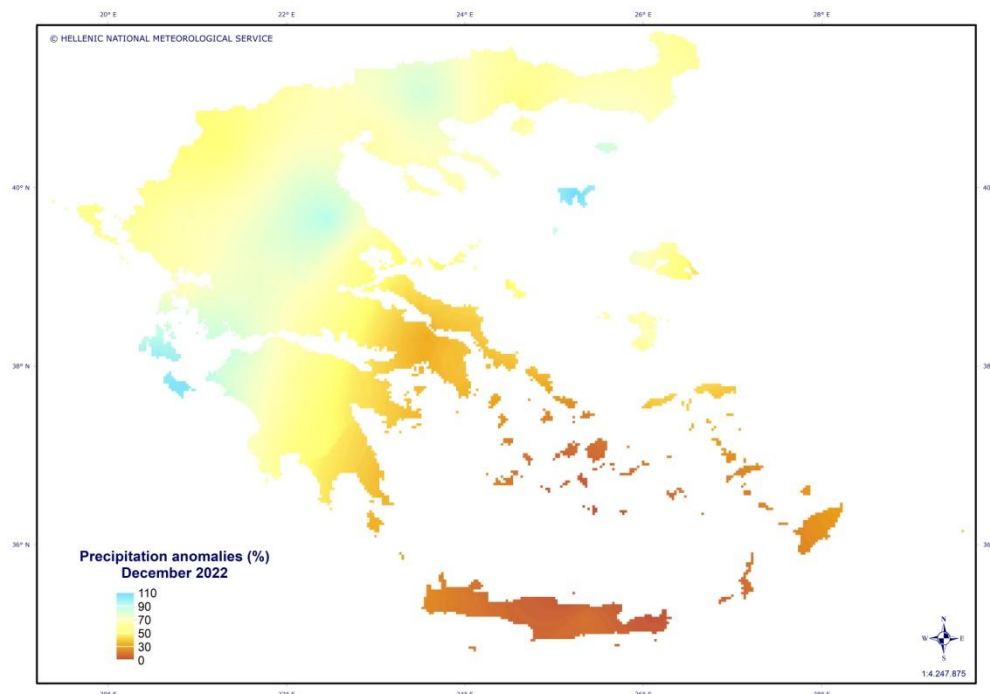 20° E 22° E 24° E 26° E 28° E
© HELLENIC NATIONAL METEOROLOGICAL SERVICE
40° N 40°
38° N 38°
36° N 36°
Precipitation anomalies (%)
December 2022
110
90
70
50
30
0
N
W E
S
1:4.247.875